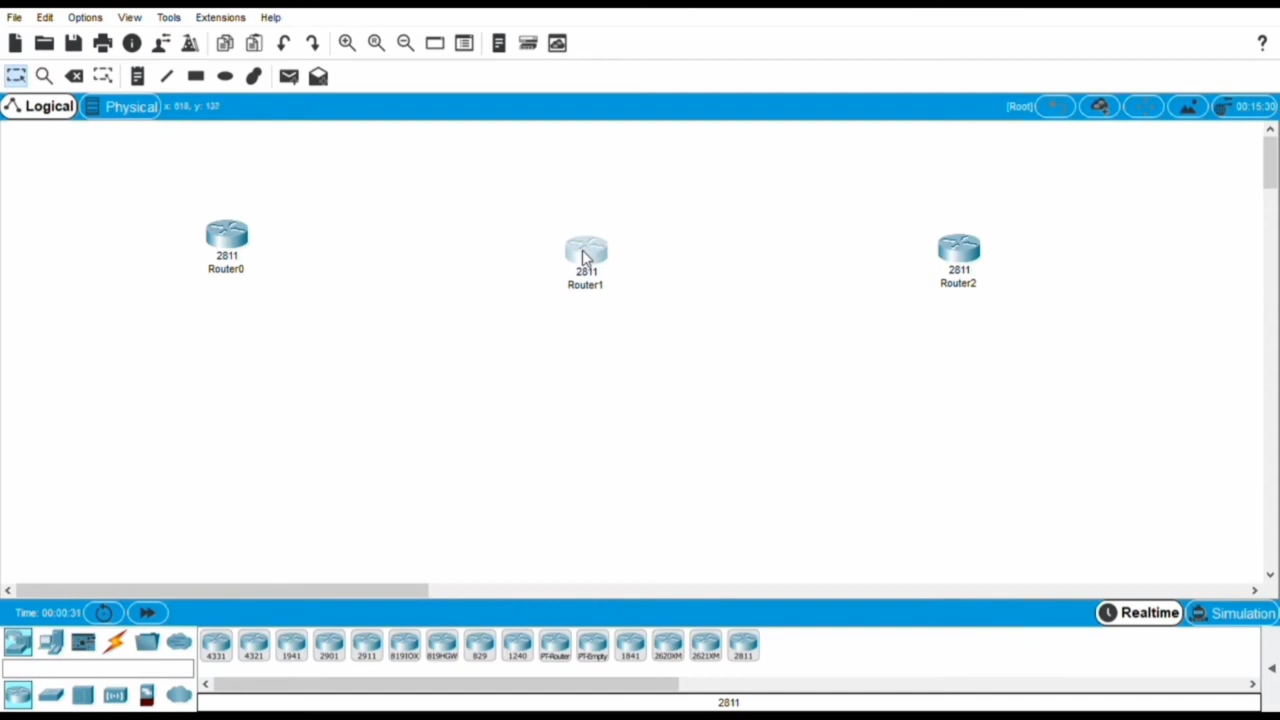 File Edit Options View Tools Extensions Help
?
Logical Physical x: 818, y: 137 [Root] 00:15:30
2811
Router0
2811
Router1
2811
Router2
Time: 00:00:31 Realtime Simulation
4331 4321 1941 2901 2911 819IOX 819HGW 829 1240 PT-Router PT-Empty 1841 2620XM 2621XM 2811
2811